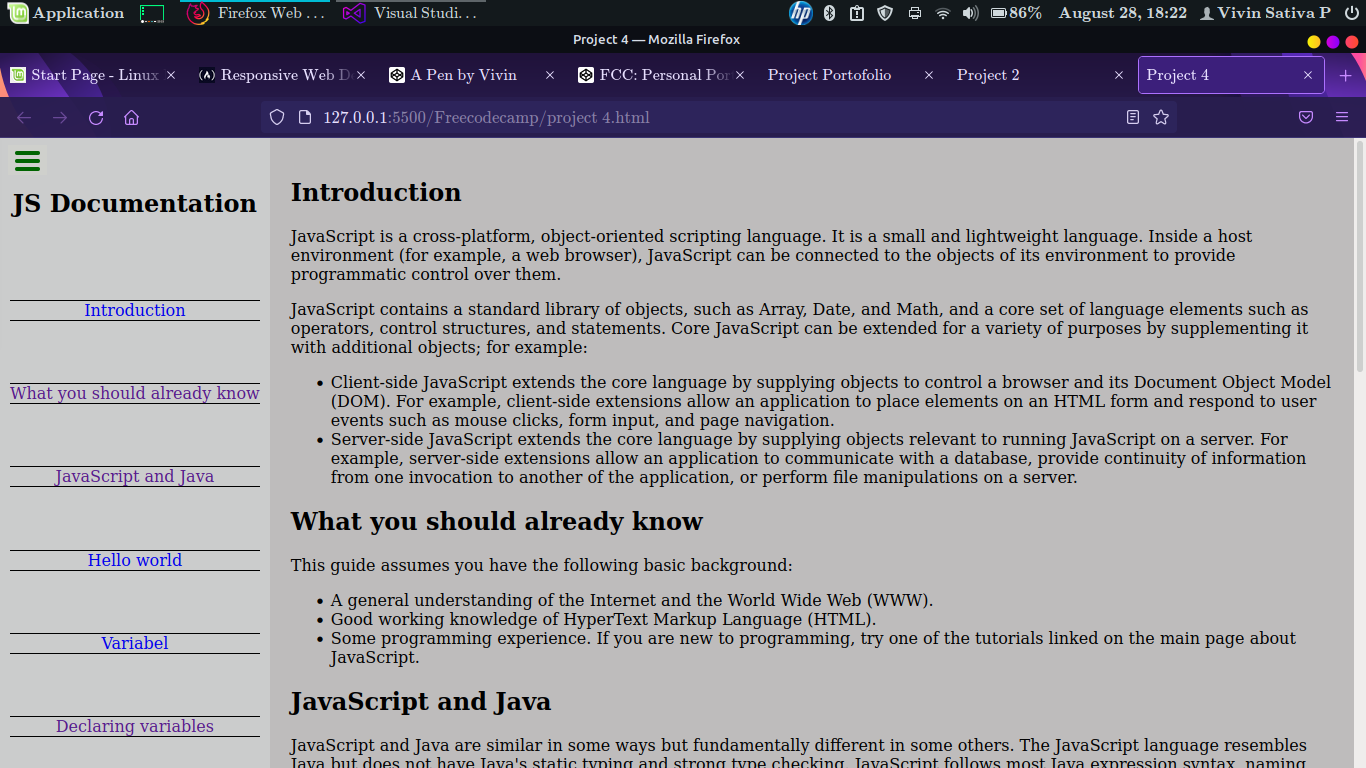 Application Firefox Web ... Visual Studi... hp 86% August 28, 18:22 Vivin Sativa P
Project 4 — Mozilla Firefox
Start Page - Linux Responsive Web De A Pen by Vivin FCC: Personal Por Project Portofolio Project 2 Project 4
127.0.0.1:5500/Freecodecamp/project 4.html
JS Documentation
Introduction
What you should already know
JavaScript and Java
Hello world
Variabel
Declaring variables
Introduction
JavaScript is a cross-platform, object-oriented scripting language. It is a small and lightweight language. Inside a host
environment (for example, a web browser), JavaScript can be connected to the objects of its environment to provide
programmatic control over them.
JavaScript contains a standard library of objects, such as Array, Date, and Math, and a core set of language elements such as
operators, control structures, and statements. Core JavaScript can be extended for a variety of purposes by supplementing it
with additional objects; for example:
• Client-side JavaScript extends the core language by supplying objects to control a browser and its Document Object Model
(DOM). For example, client-side extensions allow an application to place elements on an HTML form and respond to user
events such as mouse clicks, form input, and page navigation.
• Server-side JavaScript extends the core language by supplying objects relevant to running JavaScript on a server. For
example, server-side extensions allow an application to communicate with a database, provide continuity of information
from one invocation to another of the application, or perform file manipulations on a server.
What you should already know
This guide assumes you have the following basic background:
• A general understanding of the Internet and the World Wide Web (WWW).
• Good working knowledge of HyperText Markup Language (HTML).
• Some programming experience. If you are new to programming, try one of the tutorials linked on the main page about
JavaScript.
JavaScript and Java
JavaScript and Java are similar in some ways but fundamentally different in some others. The JavaScript language resembles
Java but does not have Java's static typing and strong type checking. JavaScript follows most Java expression syntax, naming